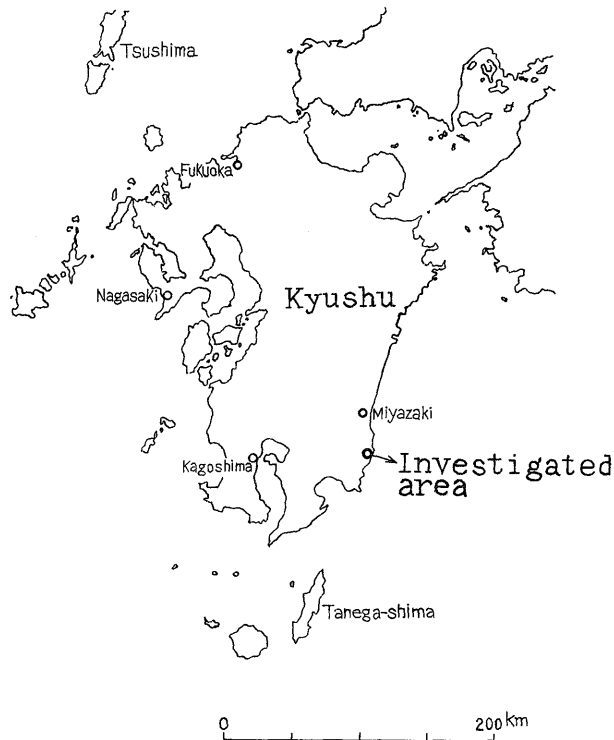 Tsushima
Fukuoka
Nagasaki
Kyushu
Miyazaki
Kagoshima
Investigated
area
Tanega-shima
0 200 km